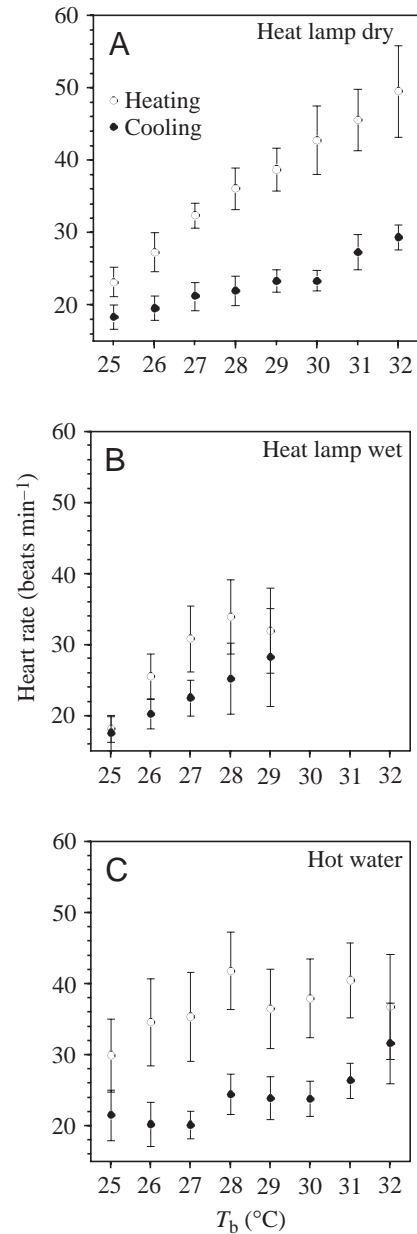 A
Heat lamp dry
Heating
Cooling
60
50
40
30
20
25 26 27 28 29 30 31 32
B
Heat lamp wet
60
50
40
30
20
25 26 27 28 29 30 31 32
Heart rate (beats min⁻¹)
C
Hot water
60
50
40
30
20
25 26 27 28 29 30 31 32
T_b (°C)